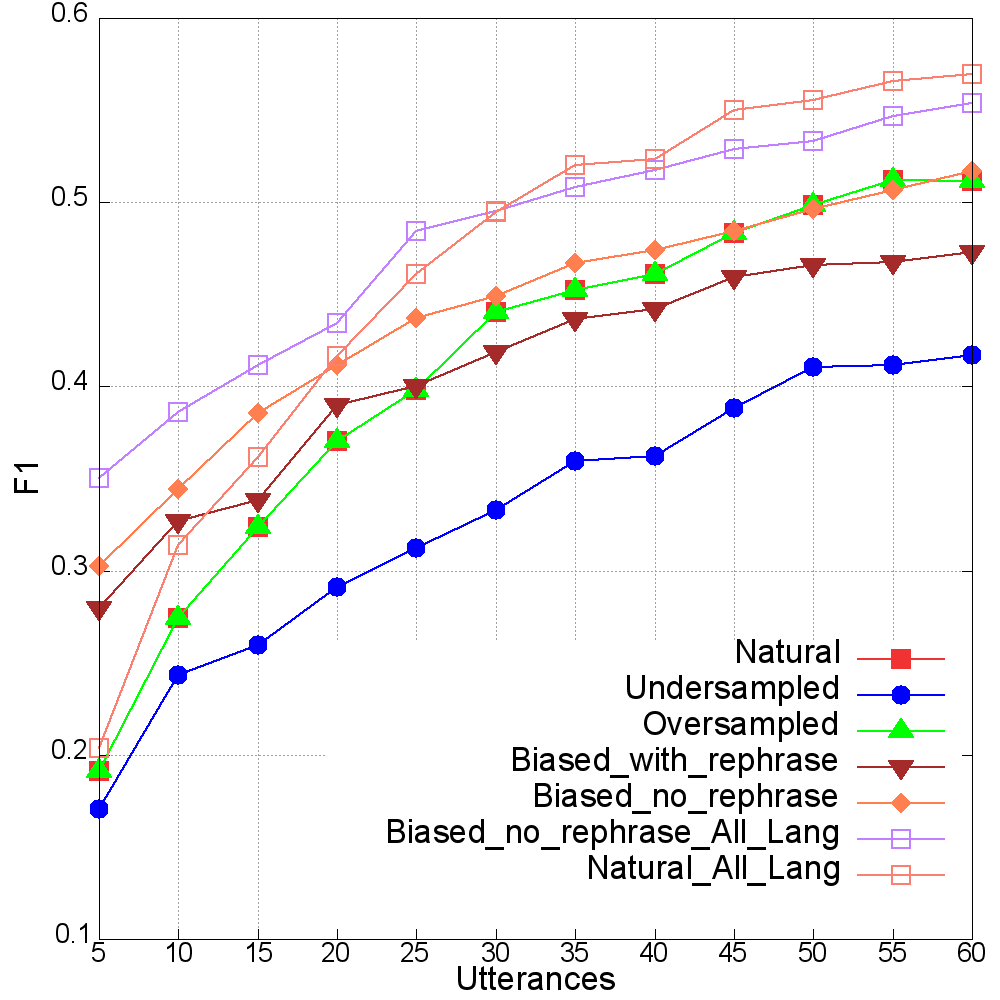 0.6
0.5
0.4
0.3
0.2
0.1
F1
5 10 15 20 25 30 35 40 45 50 55 60
Utterances
Natural
Undersampled
Oversampled
Biased_with_rephrase
Biased_no_rephrase
Biased_no_rephrase_All_Lang
Natural_All_Lang